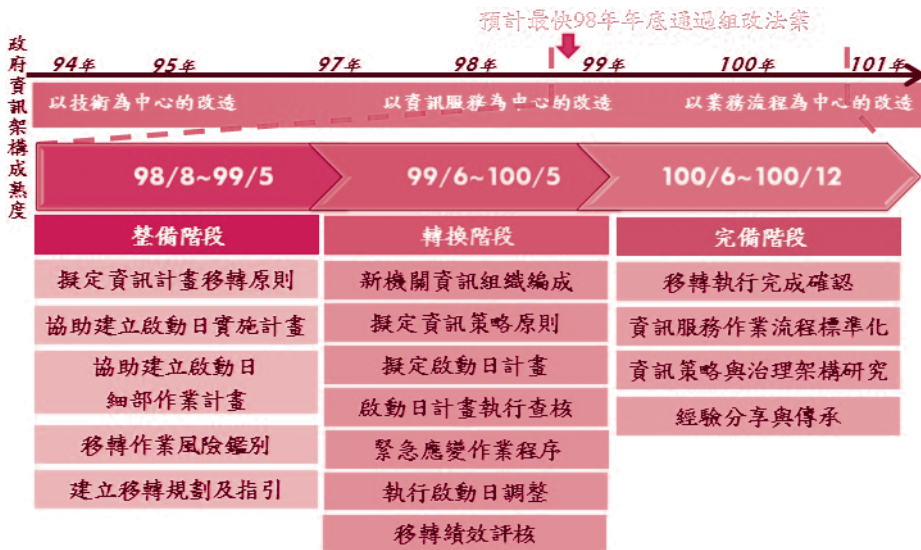 預計最快98年年底通過組改法案
政府資訊架構成熟度
94年 95年 97年 98年 99年 100年 101年
以技術為中心的改造 以資訊服務為中心的改造 以業務流程為中心的改造
98/8~99/5 99/6~100/5 100/6~100/12
整備階段
擬定資訊計畫移轉原則
協助建立啟動日實施計畫
協助建立啟動日
細部作業計畫
移轉作業風險鑑別
建立移轉規劃及指引
轉換階段
新機關資訊組織編成
擬定資訊策略原則
擬定啟動日計畫
啟動日計畫執行查核
緊急應變作業程序
執行啟動日調整
移轉績效評核
完備階段
移轉執行完成確認
資訊服務作業流程標準化
資訊策略與治理架構研究
經驗分享與傳承